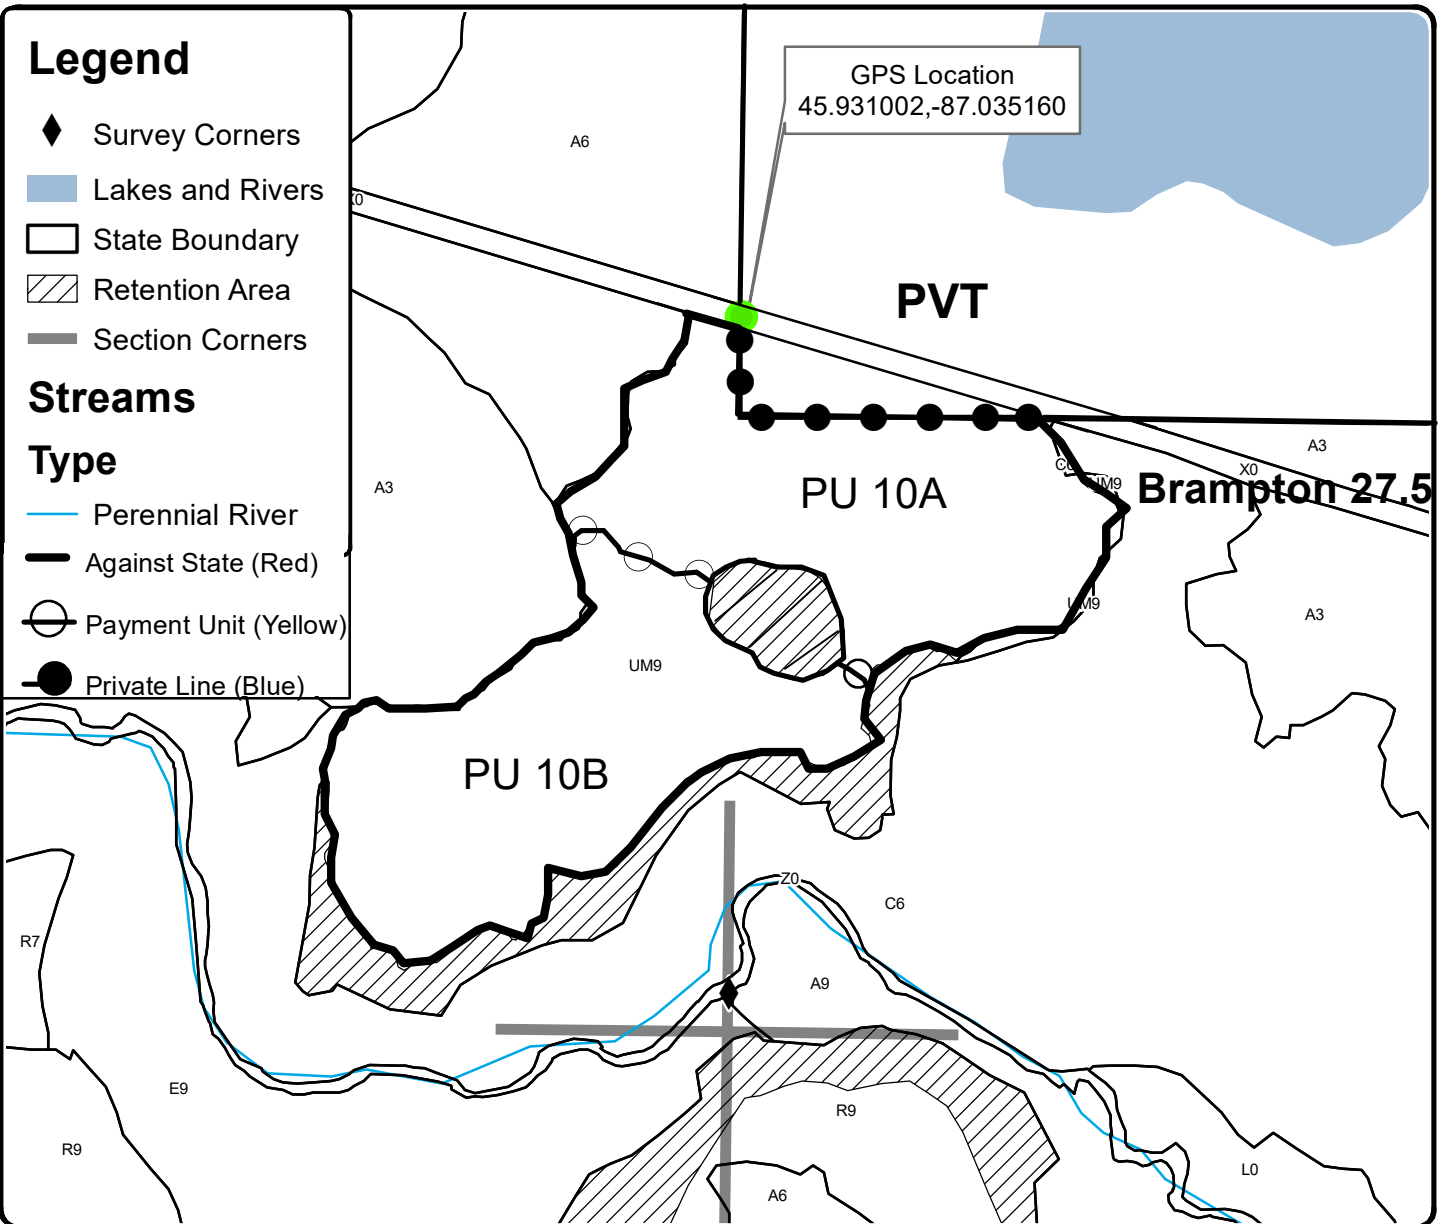 Legend
Survey Corners
Lakes and Rivers
State Boundary
Retention Area
Section Corners
Streams
Type
Perennial River
Against State (Red)
Payment Unit (Yellow)
Private Line (Blue)
GPS Location
45.931002,-87.035160
A6
X0
PVT
A3
X0
A3
C6
UM9
Brampton 27.5
PU 10A
UM9
A3
UM9
PU 10B
Z0
C6
R7
A9
E9
R9
R9
L0
A6